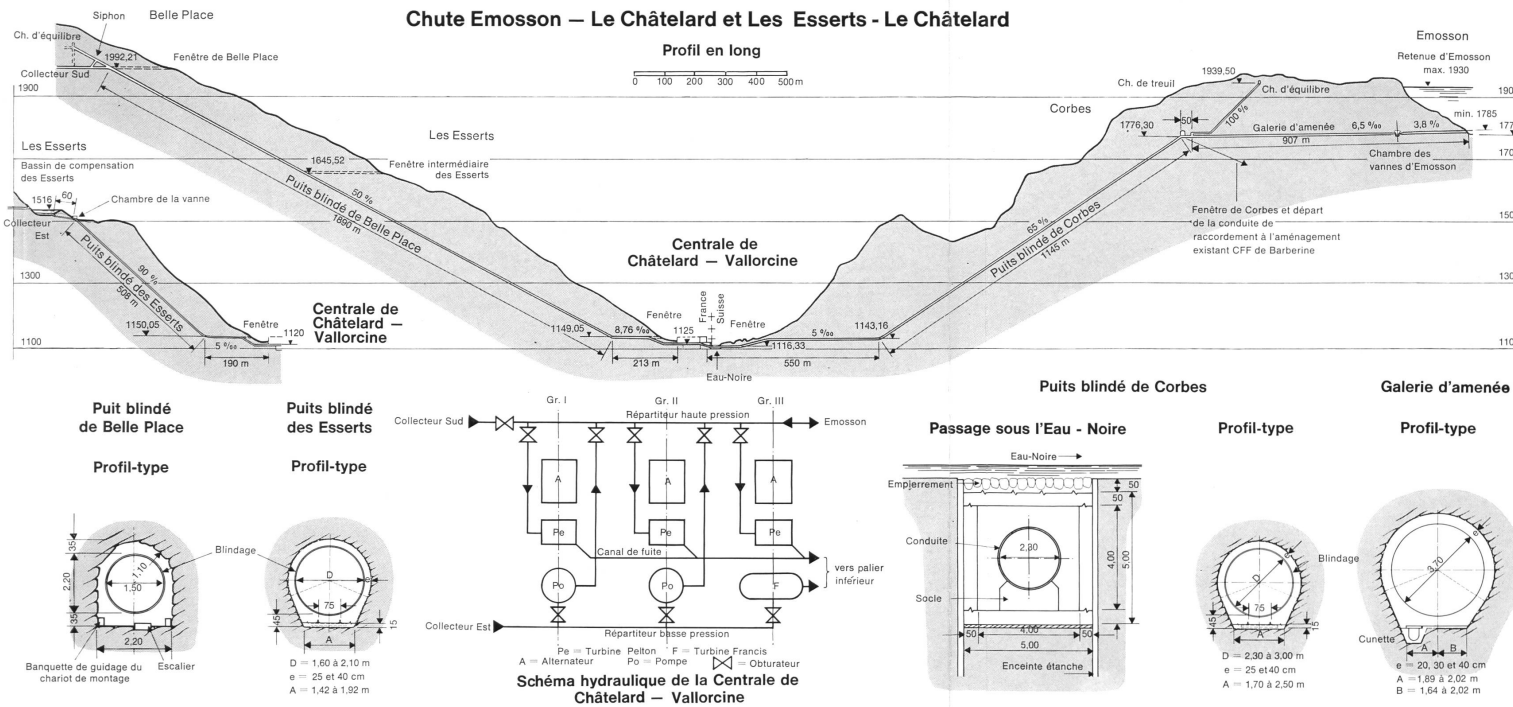 Chute Emosson — Le Châtelard et Les Esserts - Le Châtelard
Profil en long
0 100 200 300 400 500 m
Siphon
Belle Place
Ch. d'équilibre
1992,21
Fenêtre de Belle Place
Collecteur Sud
1900
Les Esserts
Bassin de compensation
des Esserts
1516
60
Chambre de la vanne
Collecteur
Est
Puits blindé des Esserts
90 %
508 m
1300
1150,05
Fenêtre
1120
1100
5 ‰
190 m
Centrale de
Châtelard —
Vallorcine
Les Esserts
1645,52
Fenêtre intermédiaire
des Esserts
50 %
Puits blindé de Belle Place
1890 m
Centrale de
Châtelard — Vallorcine
1149,05
8,76 ‰
Fenêtre
1125
France
Suisse
Fenêtre
5 ‰
1143,16
1116,33
213 m
550 m
Eau-Noire
65 %
Puits blindé de Corbes
1145 m
Corbes
Ch. de treuil
1939,50
Ch. d'équilibre
100 %
1776,30
50
Galerie d'amenée
6,5 ‰
3,8 %
907 m
Chambre des
vannes d'Emosson
Emosson
Retenue d'Emosson
max. 1930
190
min. 1785
177
170
150
130
110
Fenêtre de Corbes et départ
de la conduite de
raccordement à l'aménagement
existant CFF de Barberine
Puit blindé
de Belle Place
Profil-type
35
2,20
35
1,10
1,50
2,20
Banquette de guidage du
chariot de montage
Escalier
Blindage
Puits blindé
des Esserts
Profil-type
D
e
75
45
15
A
D = 1,60 à 2,10 m
e = 25 et 40 cm
A = 1,42 à 1,92 m
Gr. I
Gr. II
Gr. III
Collecteur Sud
Répartiteur haute pression
Emosson
A
A
A
Pe
Pe
Pe
Canal de fuite
vers palier
inférieur
Po
Po
F
Collecteur Est
Répartiteur basse pression
Pe = Turbine Pelton F = Turbine Francis
A = Alternateur Po = Pompe = Obturateur
Schéma hydraulique de la Centrale de
Châtelard — Vallorcine
Puits blindé de Corbes
Passage sous l'Eau - Noire
Eau-Noire
Empierrement
50
50
Conduite
2,30
4,00
5,00
Socle
50
4,00
50
5,00
Enceinte étanche
Profil-type
D
e
75
45
15
A
Blindage
D = 2,30 à 3,00 m
e = 25 et 40 cm
A = 1,70 à 2,50 m
Galerie d'amenée
Profil-type
e
3,70
Cunette
A
B
e = 20, 30 et 40 cm
A = 1,89 à 2,02 m
B = 1,64 à 2,02 m